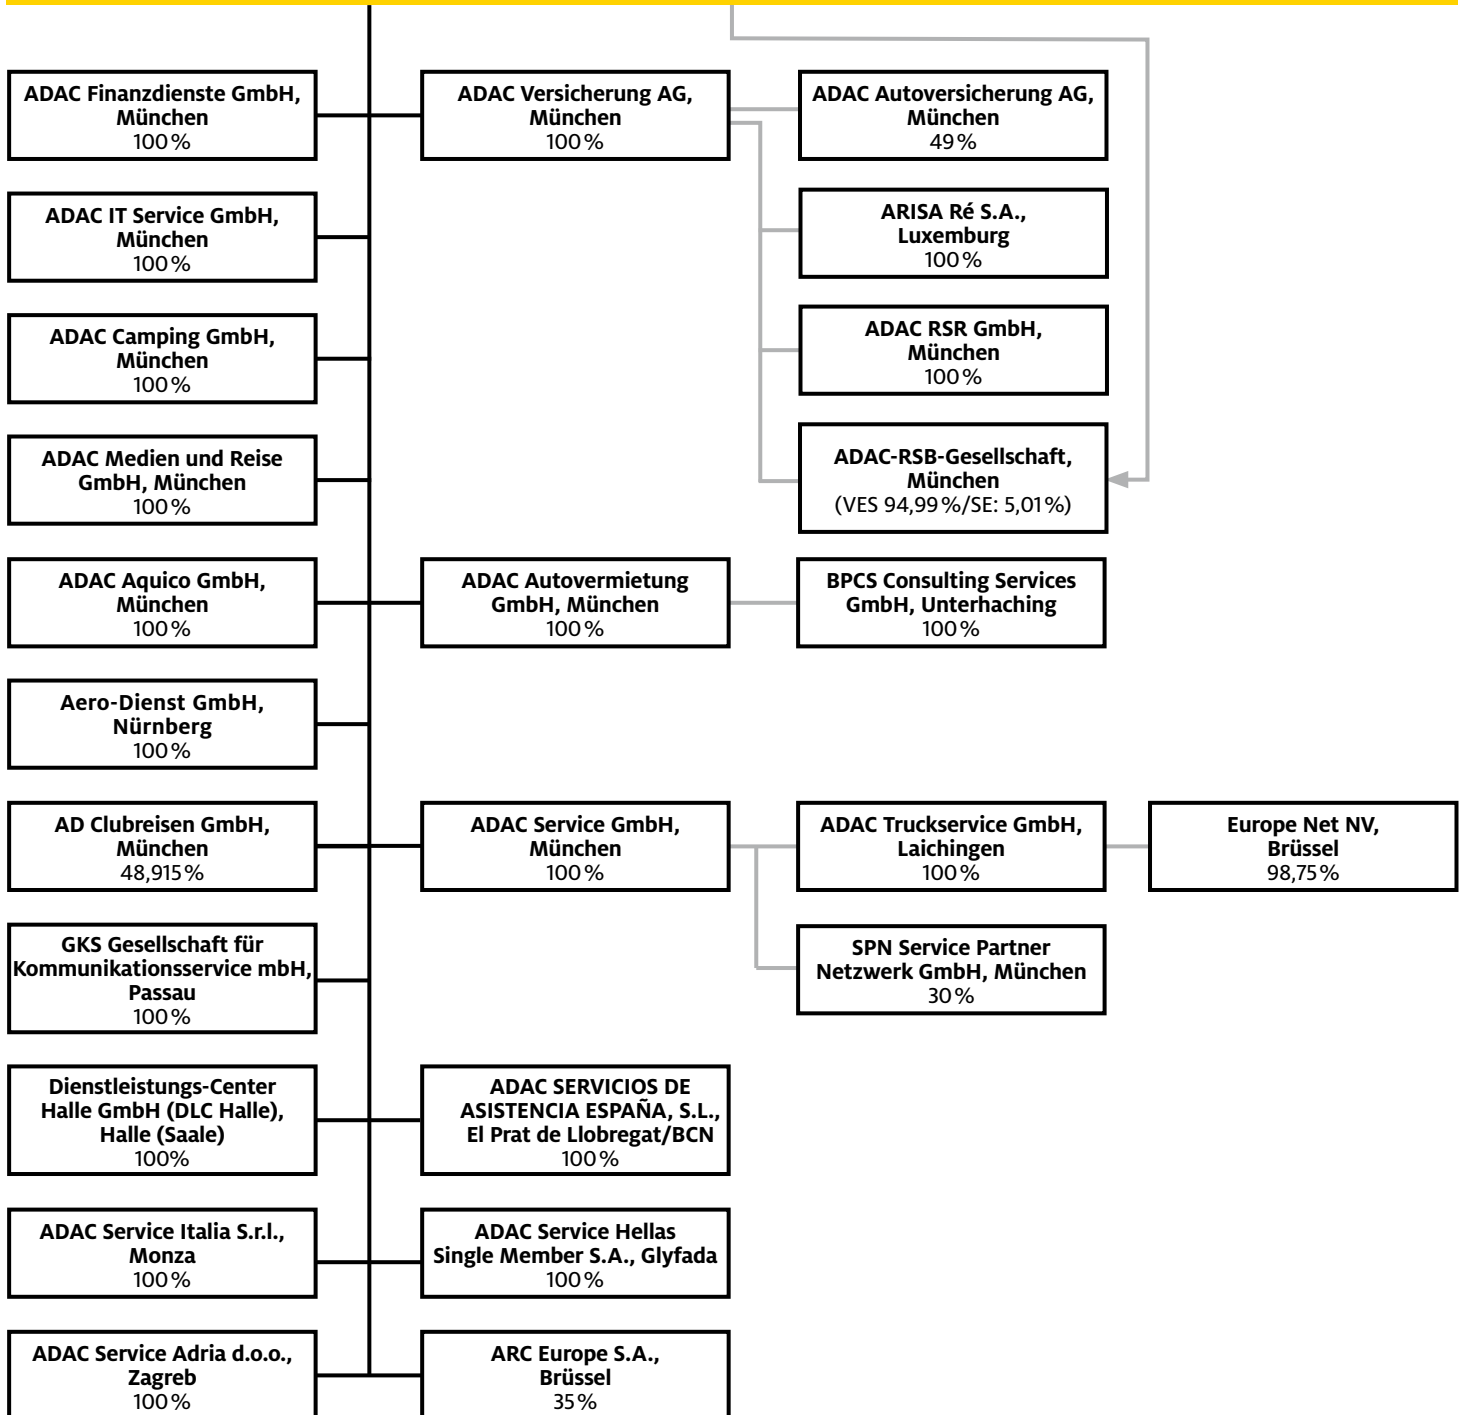 ADAC Finanzdienste GmbH,
München
100 %
ADAC Versicherung AG,
München
100 %
ADAC Autoversicherung AG,
München
49 %
ADAC IT Service GmbH,
München
100 %
ARISA Ré S.A.,
Luxemburg
100 %
ADAC Camping GmbH,
München
100 %
ADAC RSR GmbH,
München
100 %
ADAC Medien und Reise
GmbH, München
100 %
ADAC-RSB-Gesellschaft,
München
(VES 94,99 %/SE: 5,01 %)
ADAC Aquico GmbH,
München
100 %
ADAC Autovermietung
GmbH, München
100 %
BPCS Consulting Services
GmbH, Unterhaching
100 %
Aero-Dienst GmbH,
Nürnberg
100 %
AD Clubreisen GmbH,
München
48,915 %
ADAC Service GmbH,
München
100 %
ADAC Truckservice GmbH,
Laichingen
100 %
Europe Net NV,
Brüssel
98,75 %
GKS Gesellschaft für
Kommunikationsservice mbH,
Passau
100 %
SPN Service Partner
Netzwerk GmbH, München
30 %
Dienstleistungs-Center
Halle GmbH (DLC Halle),
Halle (Saale)
100%
ADAC SERVICIOS DE
ASISTENCIA ESPAÑA, S.L.,
El Prat de Llobregat/BCN
100 %
ADAC Service Italia S.r.l.,
Monza
100 %
ADAC Service Hellas
Single Member S.A., Glyfada
100 %
ADAC Service Adria d.o.o.,
Zagreb
100 %
ARC Europe S.A.,
Brüssel
35 %